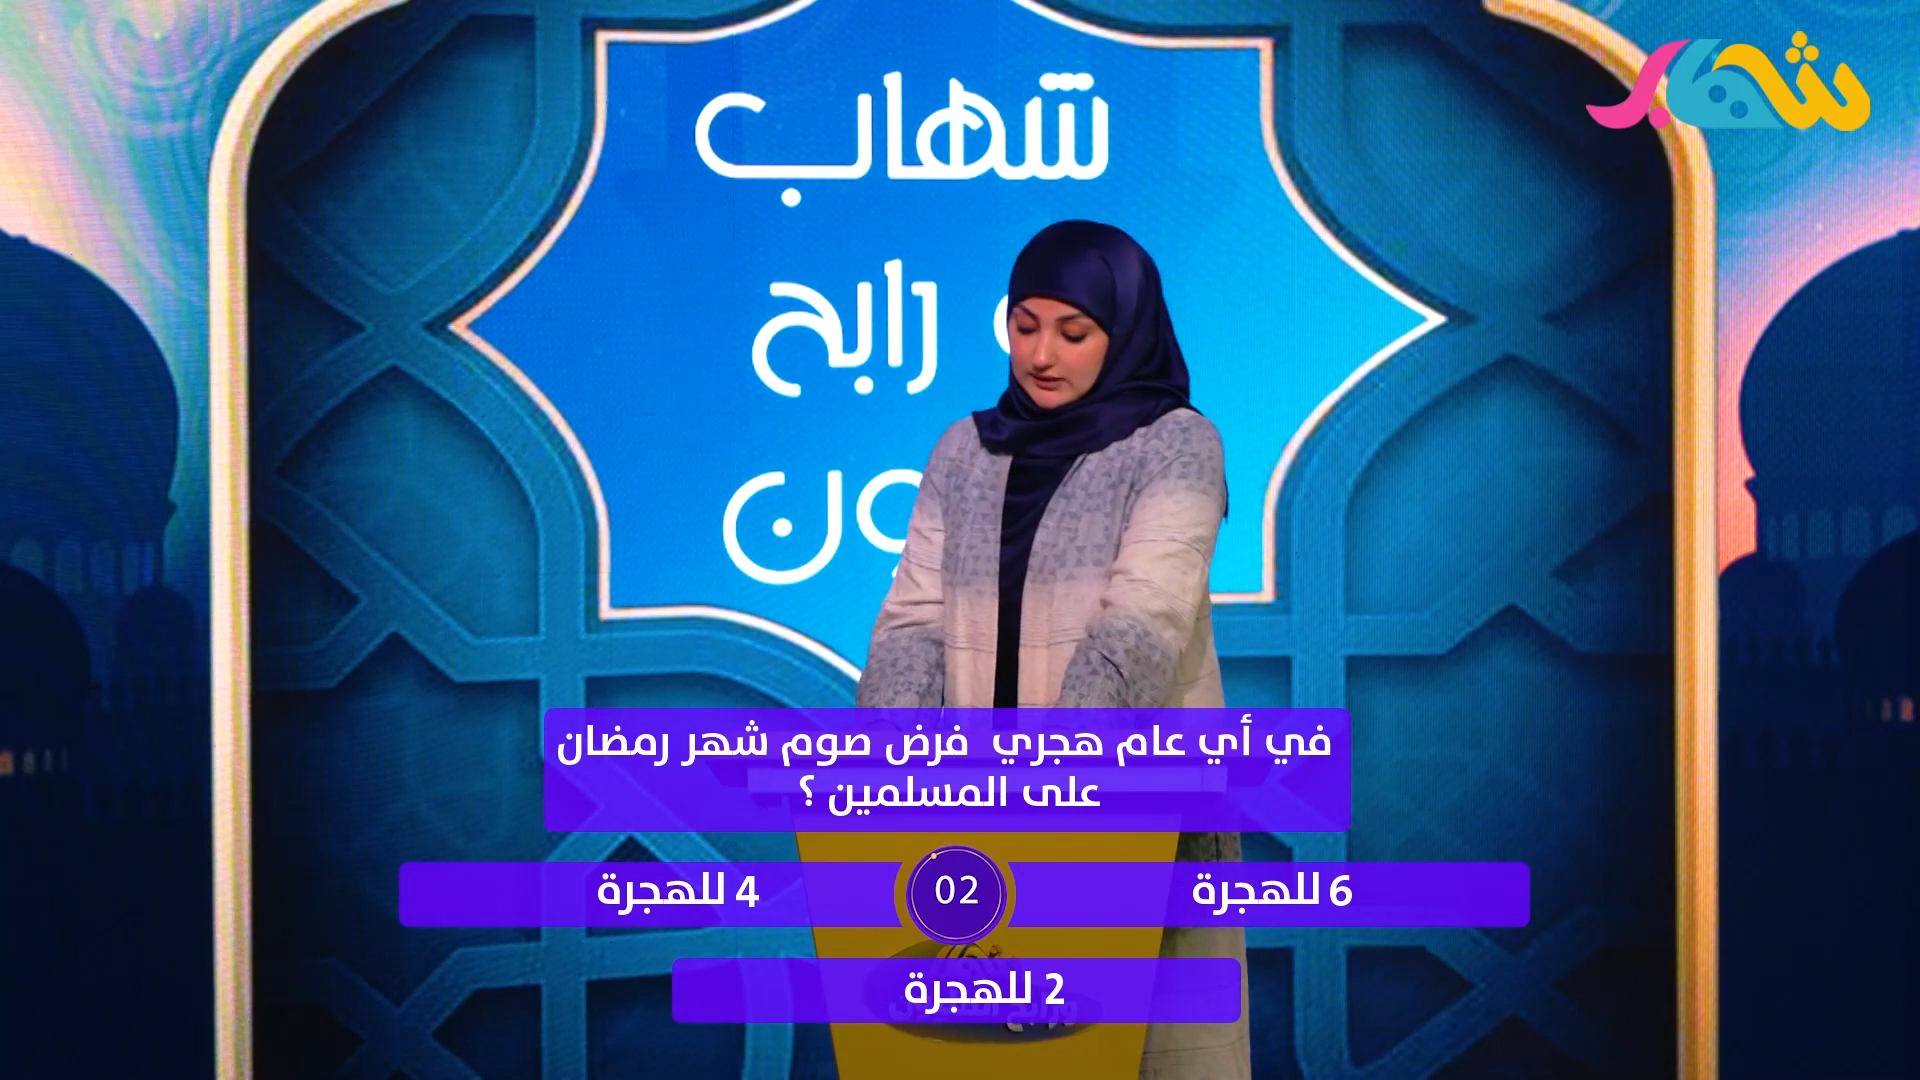 شهاب
شهاب
رابح
في أي عام هجري فرض صوم شهر رمضان
على المسلمين ؟
6 للهجرة
02
4 للهجرة
2 للهجرة